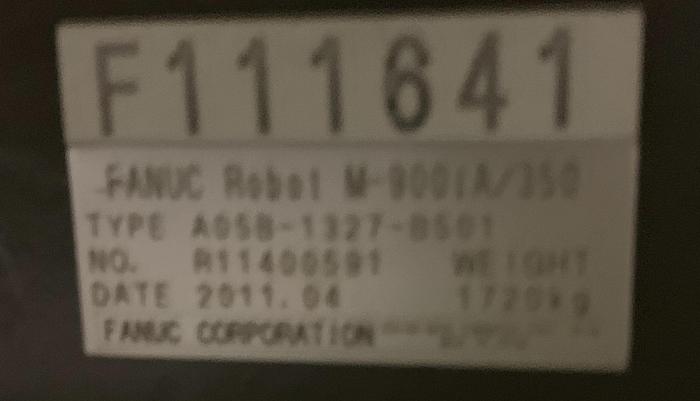 F111641
FANUC Robot M-900iA/350
TYPE A05B-1327-B501
NO. R11400591 WEIGHT
DATE 2011.04 1720kg
FANUC CORPORATION